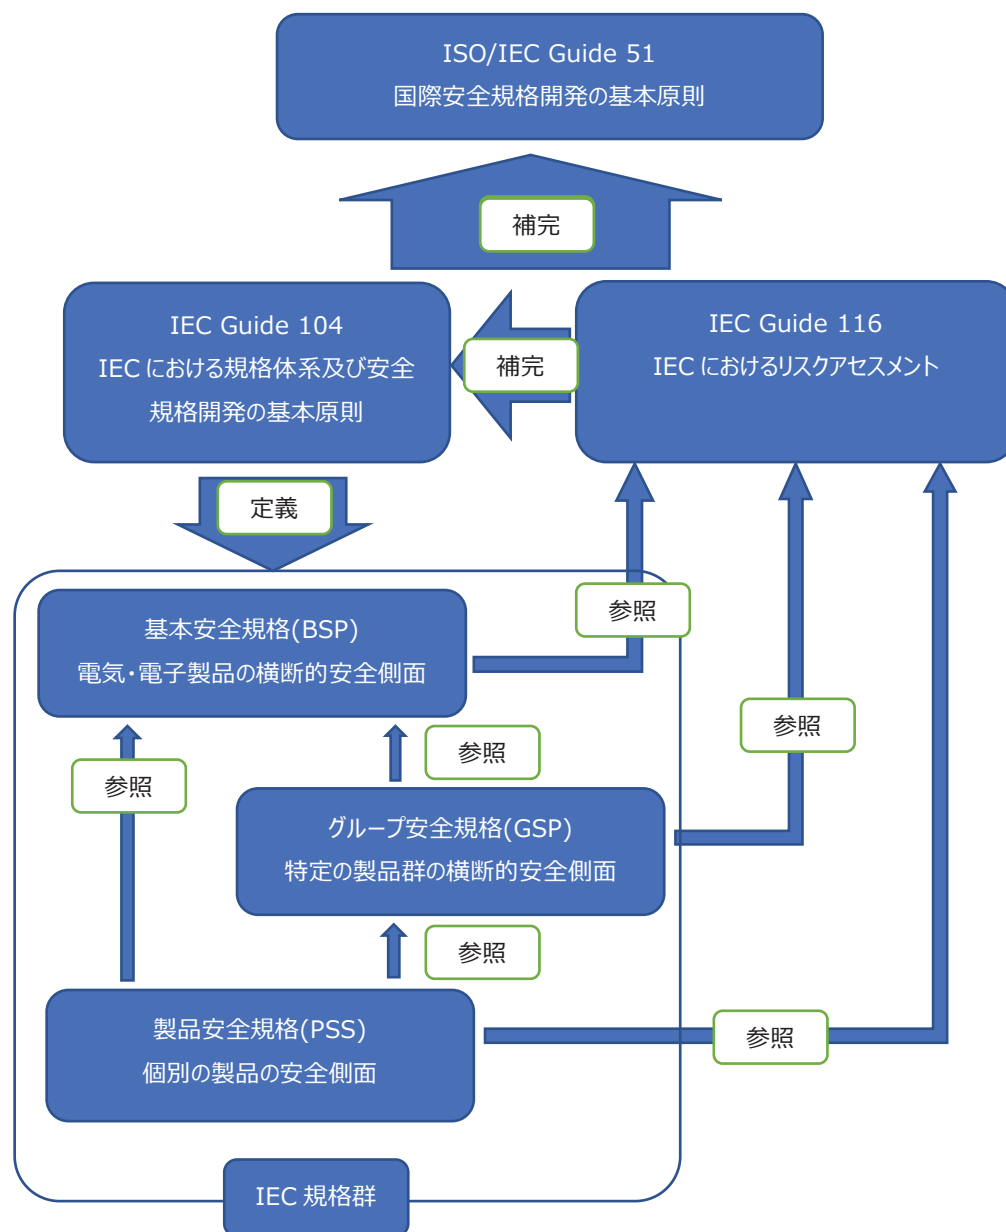 ISO/IEC Guide 51
国際安全規格開発の基本原則
補完
IEC Guide 104
IEC における規格体系及び安全
規格開発の基本原則
補完
IEC Guide 116
IEC におけるリスクアセスメント
定義
基本安全規格(BSP)
電気・電子製品の横断的安全側面
参照
参照
参照
参照
グループ安全規格(GSP)
特定の製品群の横断的安全側面
参照
製品安全規格(PSS)
個別の製品の安全側面
参照
IEC 規格群